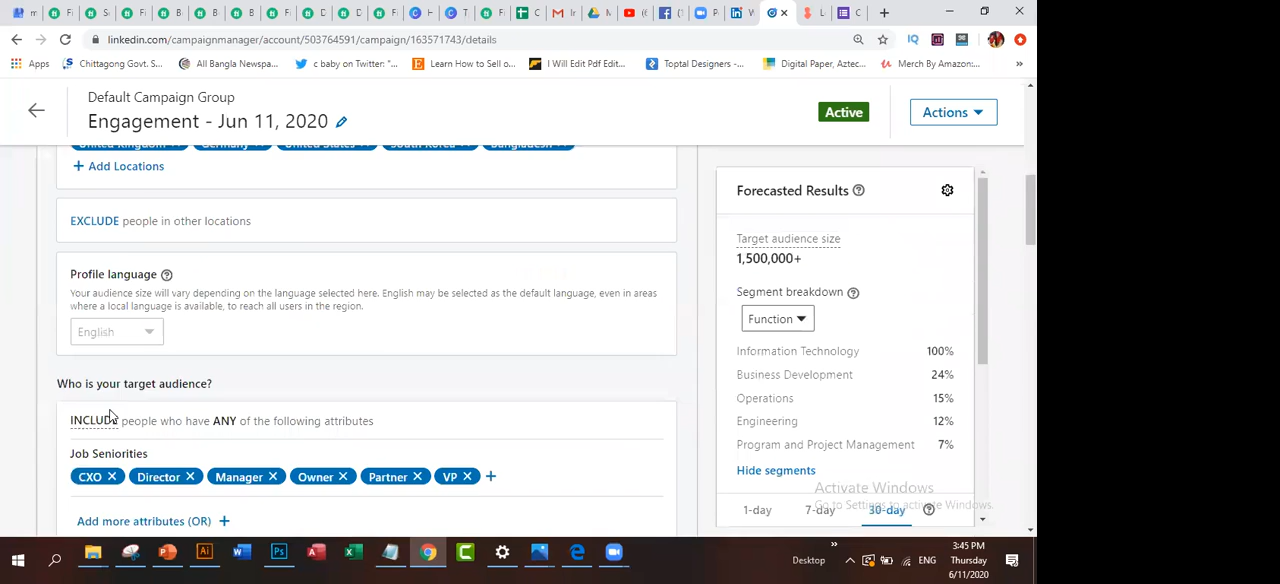 linkedin.com/campaignmanager/account/503764591/campaign/163571743/details
Apps
Chittagong Govt. S...
All Bangla Newspa...
c baby on Twitter: "...
Learn How to Sell o...
I Will Edit Pdf Edit...
Toptal Designers -...
Digital Paper, Aztec...
Merch By Amazon:...
»
Default Campaign Group
Engagement - Jun 11, 2020
Active
Actions
United Kingdom Germany United States South Korea Bangladesh
+ Add Locations
EXCLUDE people in other locations
Profile language
Your audience size will vary depending on the language selected here. English may be selected as the default language, even in areas
where a local language is available, to reach all users in the region.
English
Who is your target audience?
INCLUDE people who have ANY of the following attributes
Job Seniorities
CXO Director Manager Owner Partner VP +
Add more attributes (OR) +
Forecasted Results
Target audience size
1,500,000+
Segment breakdown
Function
Information Technology 100%
Business Development 24%
Operations 15%
Engineering 12%
Program and Project Management 7%
Hide segments
1-day 7-day 30-day
Activate Windows
Go to Settings to activate Windows.
Desktop
»
ENG
3:45 PM
Thursday
6/11/2020